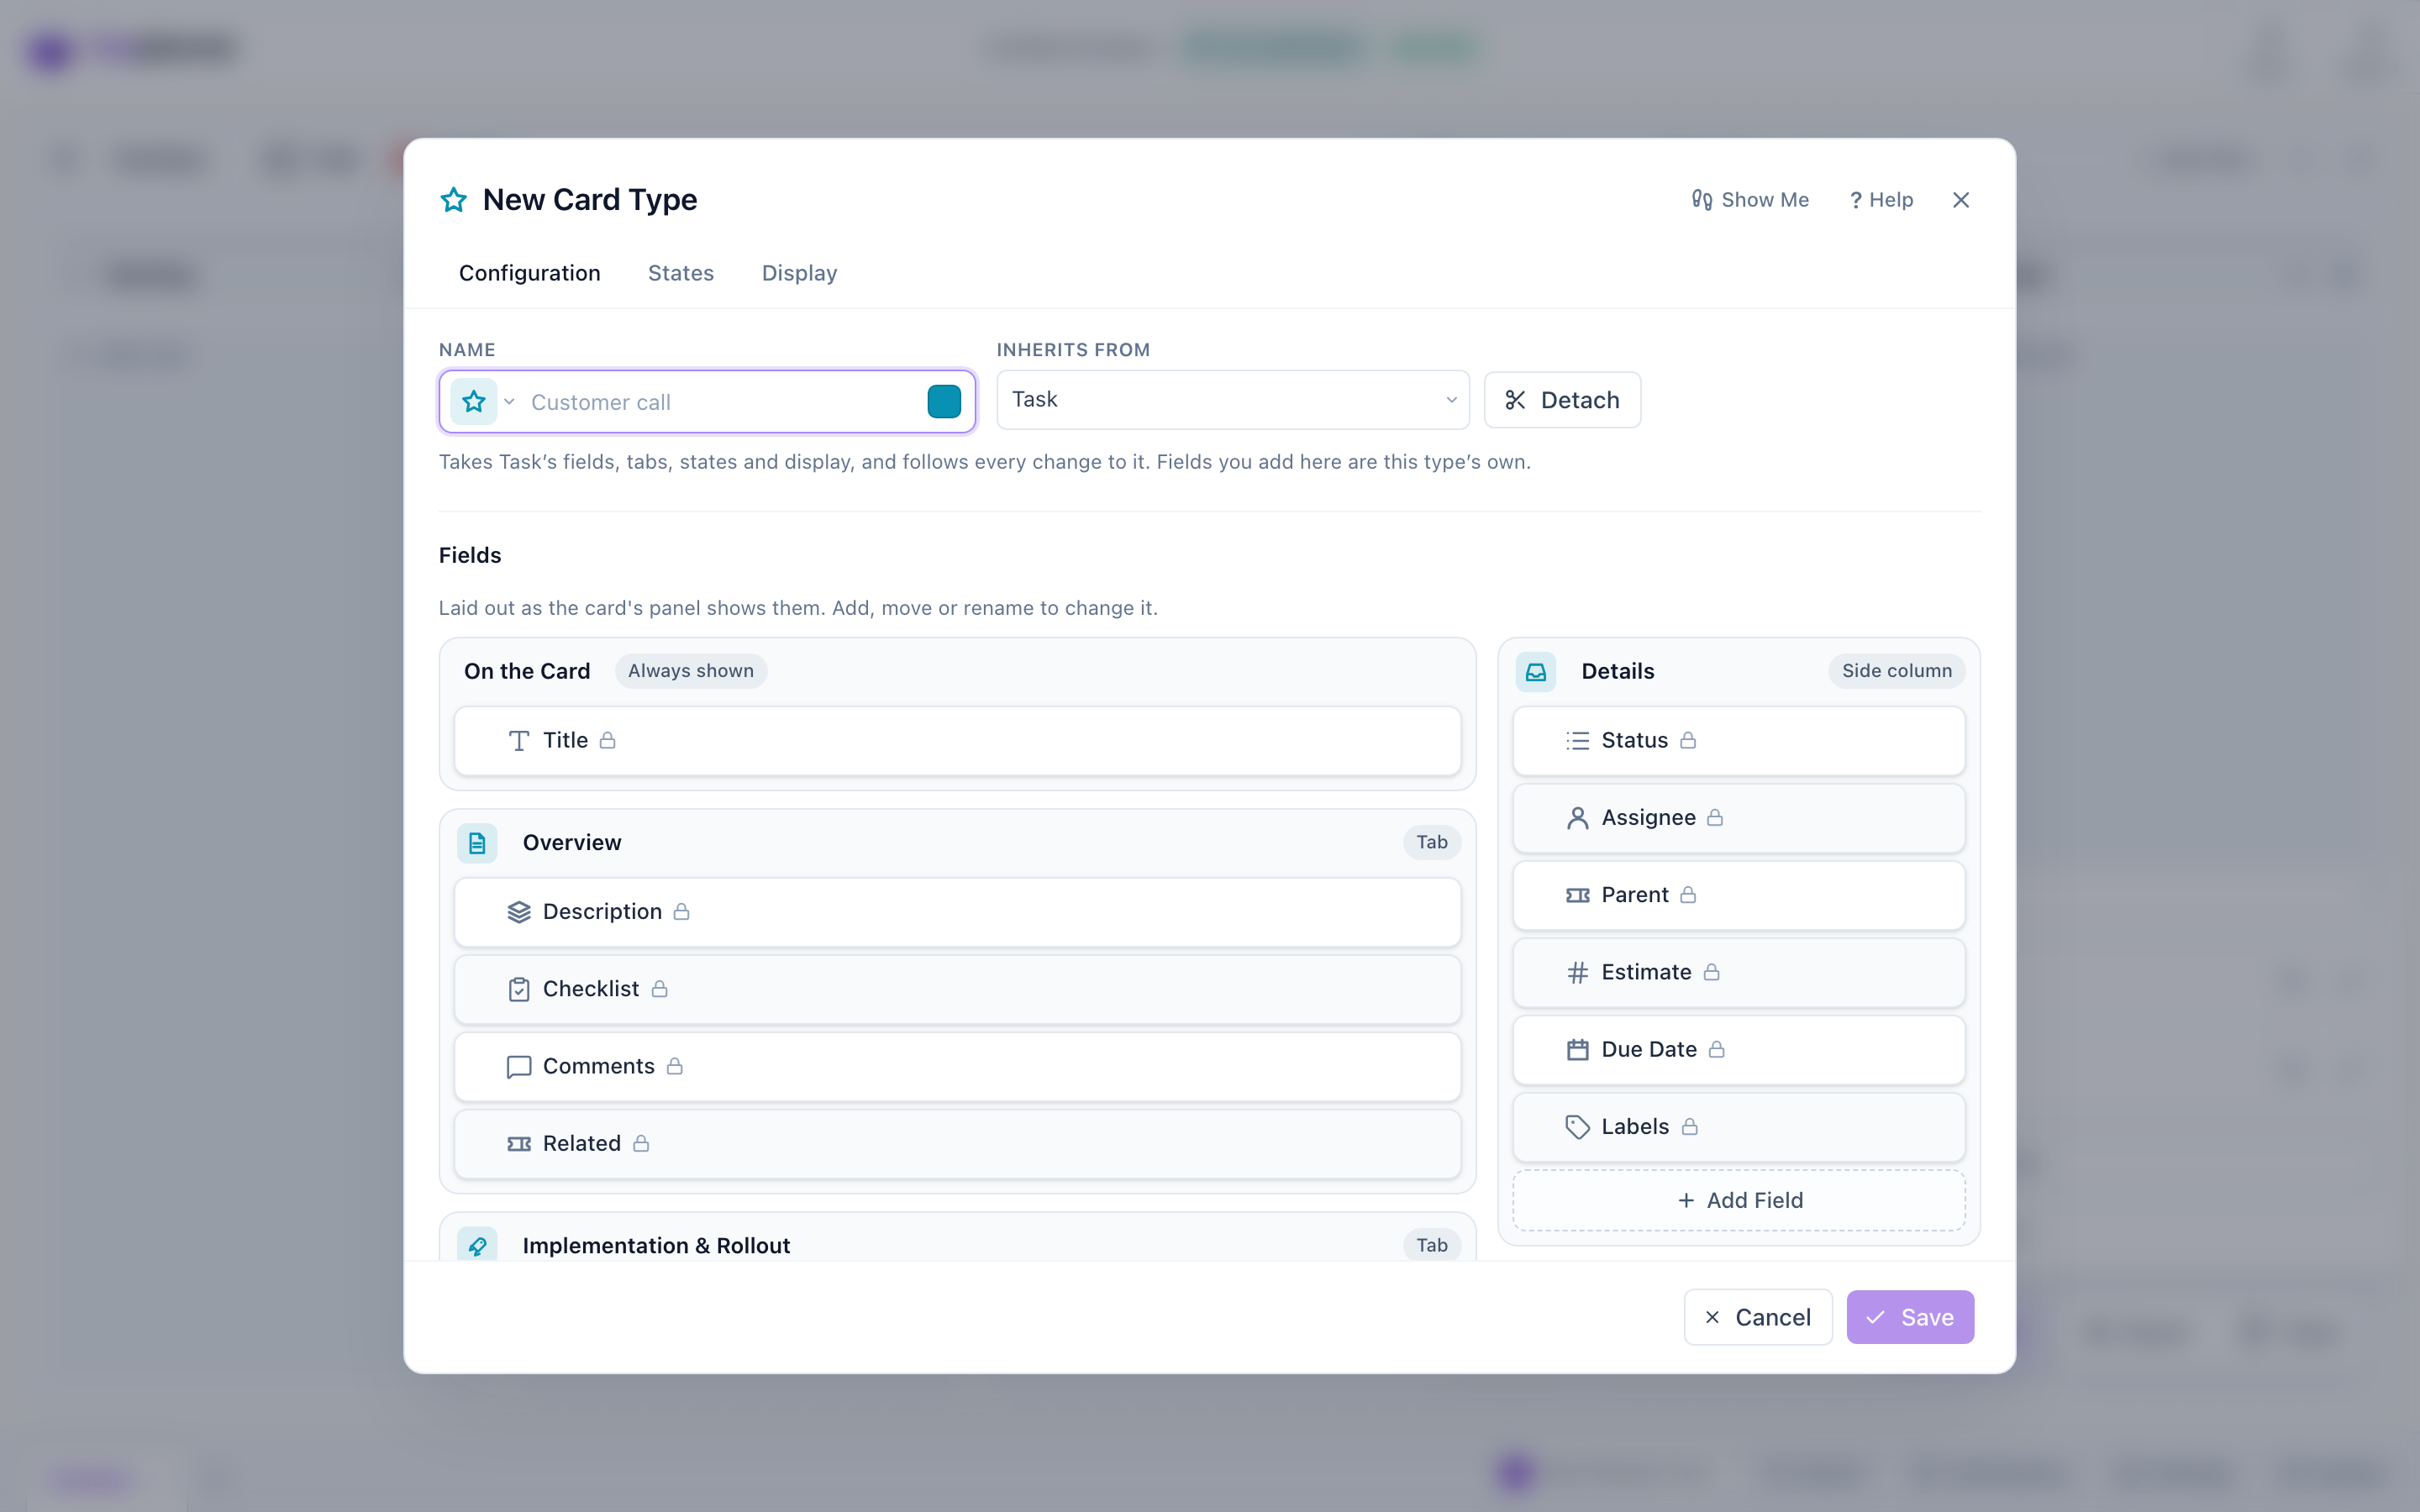 New Card Type
Show Me
? Help
Configuration
States
Display
NAME
INHERITS FROM
Customer call
Task
Detach
Takes Task’s fields, tabs, states and display, and follows every change to it. Fields you add here are this type’s own.
Fields
Laid out as the card's panel shows them. Add, move or rename to change it.
On the Card
Always shown
Title
Overview
Tab
Description
Checklist
Comments
Related
Implementation & Rollout
Tab
Details
Side column
Status
Assignee
Parent
Estimate
Due Date
Labels
+ Add Field
Cancel
Save